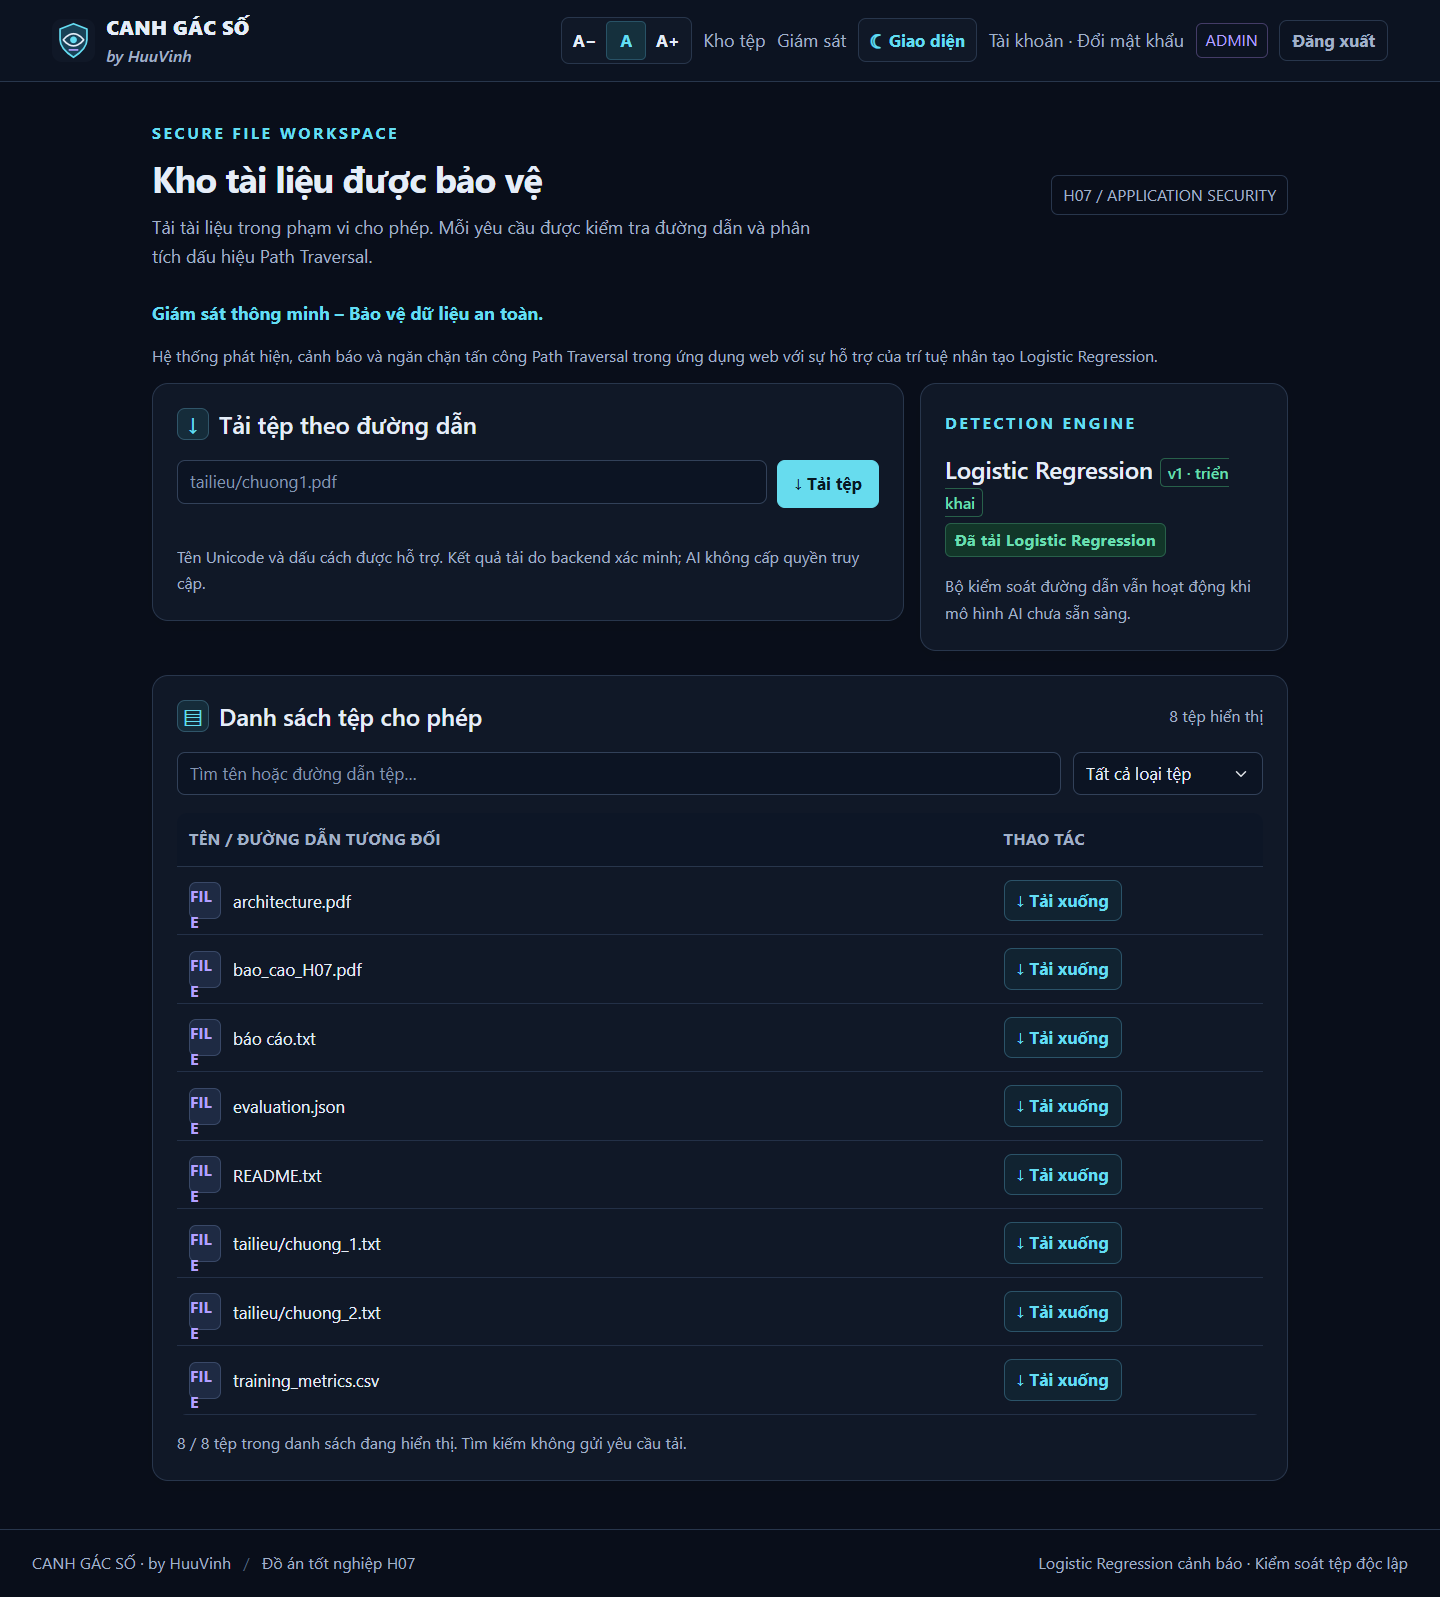 CANH GÁC SỐ
by HuuVinh
A− A A+ Kho tệp Giám sát ☾ Giao diện Tài khoản · Đổi mật khẩu ADMIN Đăng xuất
SECURE FILE WORKSPACE
Kho tài liệu được bảo vệ
H07 / APPLICATION SECURITY
Tải tài liệu trong phạm vi cho phép. Mỗi yêu cầu được kiểm tra đường dẫn và phân
tích dấu hiệu Path Traversal.
Giám sát thông minh – Bảo vệ dữ liệu an toàn.
Hệ thống phát hiện, cảnh báo và ngăn chặn tấn công Path Traversal trong ứng dụng web với sự hỗ trợ của trí tuệ nhân tạo Logistic Regression.
↓ Tải tệp theo đường dẫn
tailieu/chuong1.pdf
↓ Tải tệp
Tên Unicode và dấu cách được hỗ trợ. Kết quả tải do backend xác minh; AI không cấp quyền truy
cập.
DETECTION ENGINE
Logistic Regression v1 · triển
khai
Đã tải Logistic Regression
Bộ kiểm soát đường dẫn vẫn hoạt động khi
mô hình AI chưa sẵn sàng.
▤ Danh sách tệp cho phép
8 tệp hiển thị
Tìm tên hoặc đường dẫn tệp...
Tất cả loại tệp
TÊN / ĐƯỜNG DẪN TƯƠNG ĐỐI THAO TÁC
FIL
E
architecture.pdf
↓ Tải xuống
FIL
E
bao_cao_H07.pdf
↓ Tải xuống
FIL
E
báo cáo.txt
↓ Tải xuống
FIL
E
evaluation.json
↓ Tải xuống
FIL
E
README.txt
↓ Tải xuống
FIL
E
tailieu/chuong_1.txt
↓ Tải xuống
FIL
E
tailieu/chuong_2.txt
↓ Tải xuống
FIL
E
training_metrics.csv
↓ Tải xuống
8 / 8 tệp trong danh sách đang hiển thị. Tìm kiếm không gửi yêu cầu tải.
CANH GÁC SỐ · by HuuVinh / Đồ án tốt nghiệp H07
Logistic Regression cảnh báo · Kiểm soát tệp độc lập